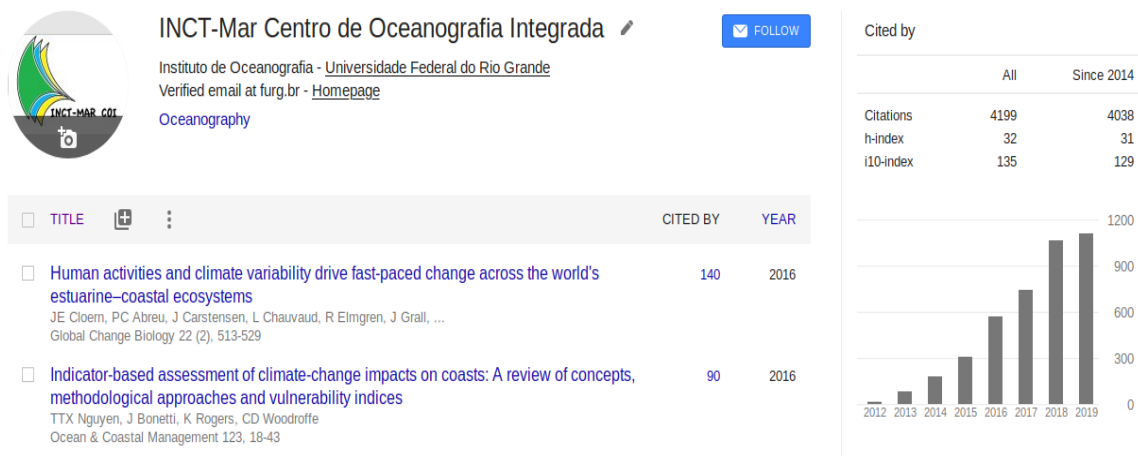 INCT-Mar Centro de Oceanografia Integrada
FOLLOW
Instituto de Oceanografia - Universidade Federal do Rio Grande
Verified email at furg.br - Homepage
Oceanography
INCT-MAR COI
TITLE
CITED BY
YEAR
Human activities and climate variability drive fast-paced change across the world's
estuarine–coastal ecosystems
140
2016
JE Cloern, PC Abreu, J Carstensen, L Chauvaud, R Elmgren, J Grall, ...
Global Change Biology 22 (2), 513-529
Indicator-based assessment of climate-change impacts on coasts: A review of concepts,
methodological approaches and vulnerability indices
90
2016
TTX Nguyen, J Bonetti, K Rogers, CD Woodroffe
Ocean & Coastal Management 123, 18-43
Cited by
All Since 2014
Citations 4199 4038
h-index 32 31
i10-index 135 129
1200
900
600
300
0
2012 2013 2014 2015 2016 2017 2018 2019